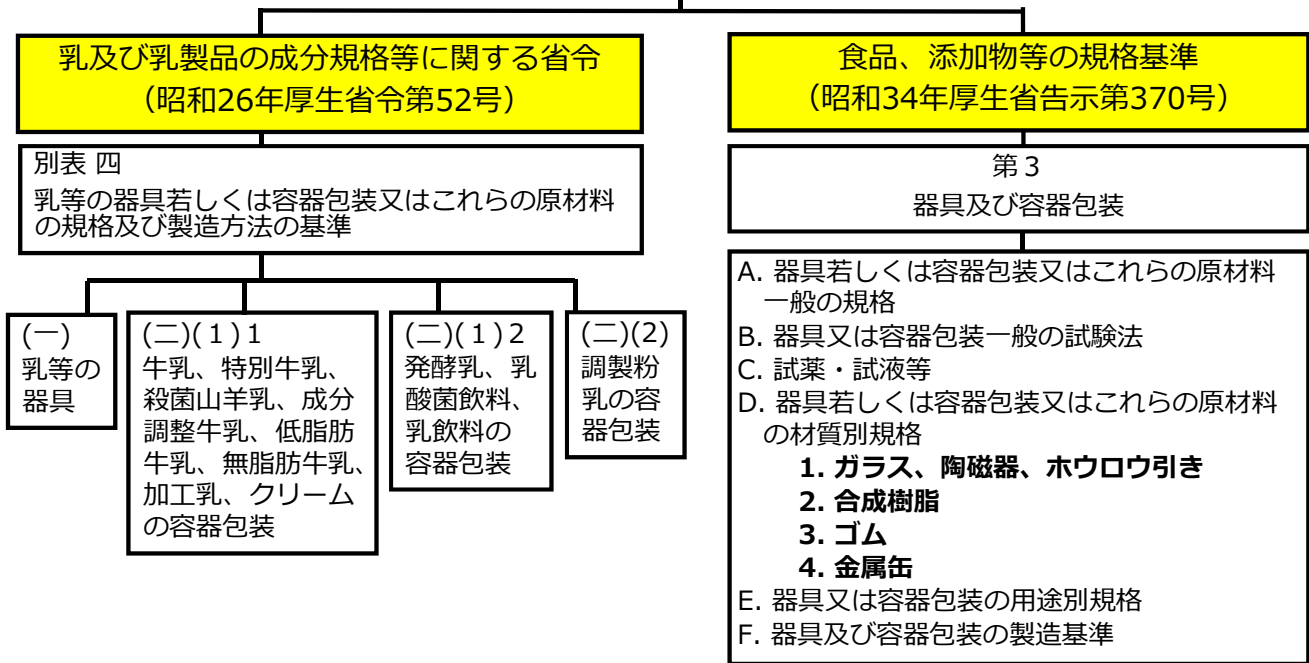 乳及び乳製品の成分規格等に関する省令
（昭和26年厚生省令第52号）
別表 四
乳等の器具若しくは容器包装又はこれらの原材料
の規格及び製造方法の基準
(一)
乳等の
器具
(二)(１)１
牛乳、特別牛乳、
殺菌山羊乳、成分
調整牛乳、低脂肪
牛乳、無脂肪牛乳、
加工乳、クリーム
の容器包装
(二)(１)２
発酵乳、乳
酸菌飲料、
乳飲料の
容器包装
(二)(2)
調製粉
乳の容
器包装
食品、添加物等の規格基準
（昭和34年厚生省告示第370号）
第３
器具及び容器包装
A. 器具若しくは容器包装又はこれらの原材料
一般の規格
B. 器具又は容器包装一般の試験法
C. 試薬・試液等
D. 器具若しくは容器包装又はこれらの原材料
の材質別規格
1. ガラス、陶磁器、ホウロウ引き
2. 合成樹脂
3. ゴム
4. 金属缶
E. 器具又は容器包装の用途別規格
F. 器具及び容器包装の製造基準